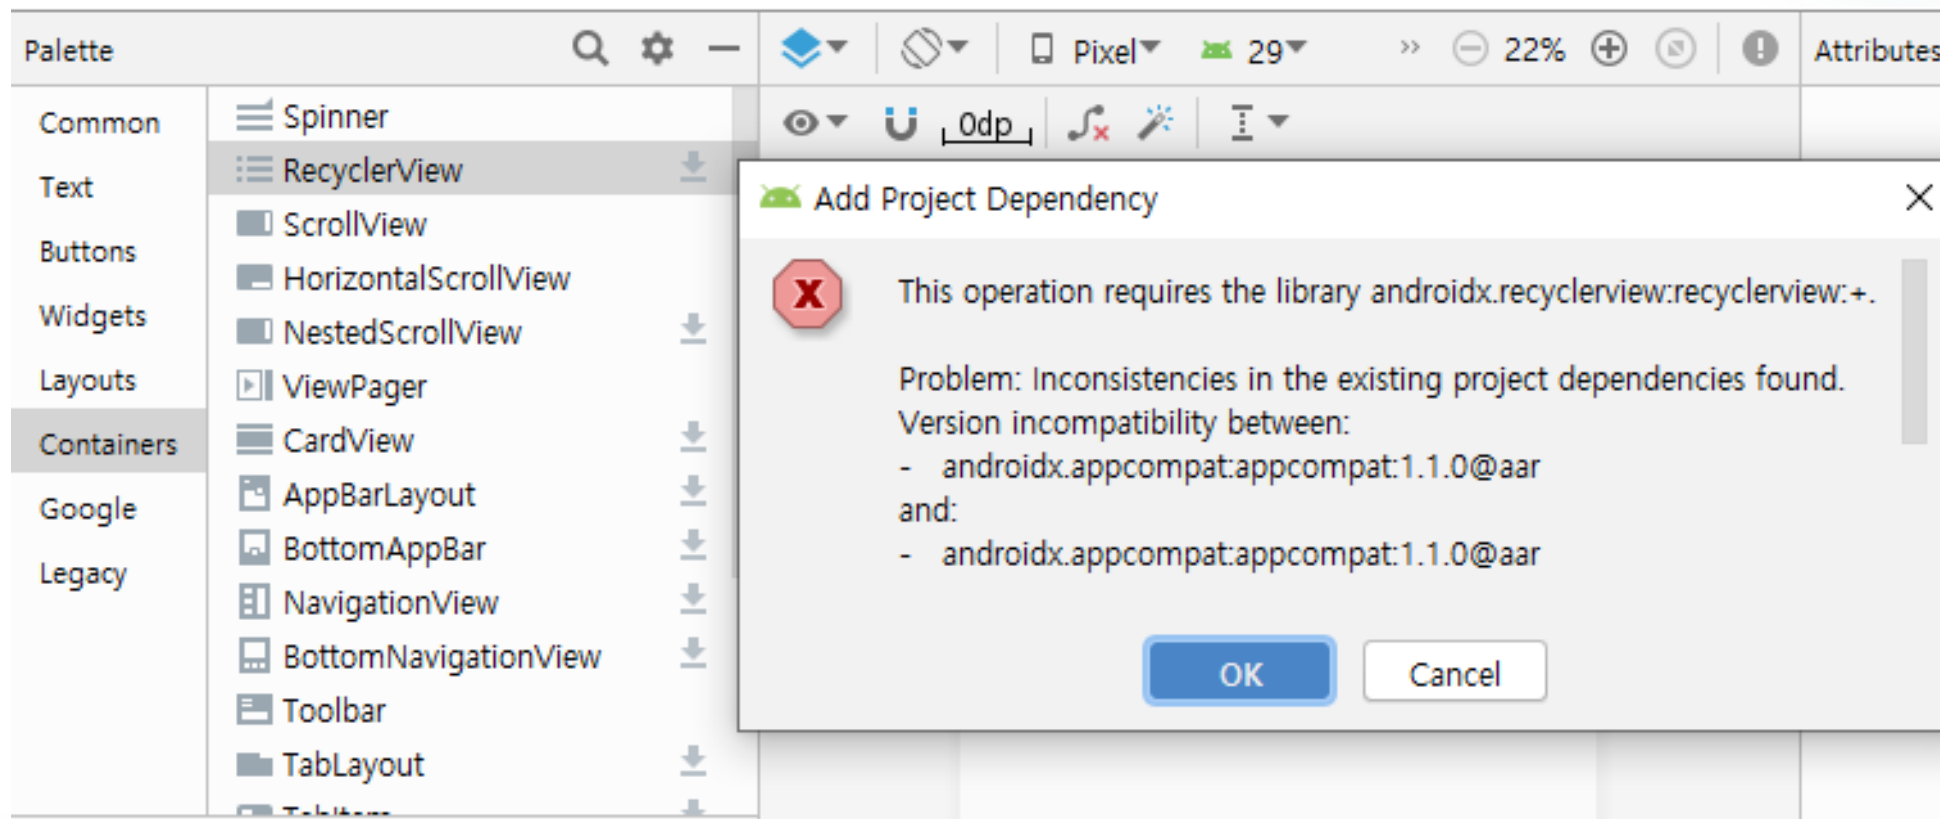 Palette
Pixel
29
22%
Attributes
Common
Text
Buttons
Widgets
Layouts
Containers
Google
Legacy
Spinner
RecyclerView
ScrollView
HorizontalScrollView
NestedScrollView
ViewPager
CardView
AppBarLayout
BottomAppBar
NavigationView
BottomNavigationView
Toolbar
TabLayout
TabItem
0dp
Add Project Dependency
This operation requires the library androidx.recyclerview:recyclerview:+.
Problem: Inconsistencies in the existing project dependencies found.
Version incompatibility between:
- androidx.appcompat:appcompat:1.1.0@aar
and:
- androidx.appcompat:appcompat:1.1.0@aar
OK
Cancel